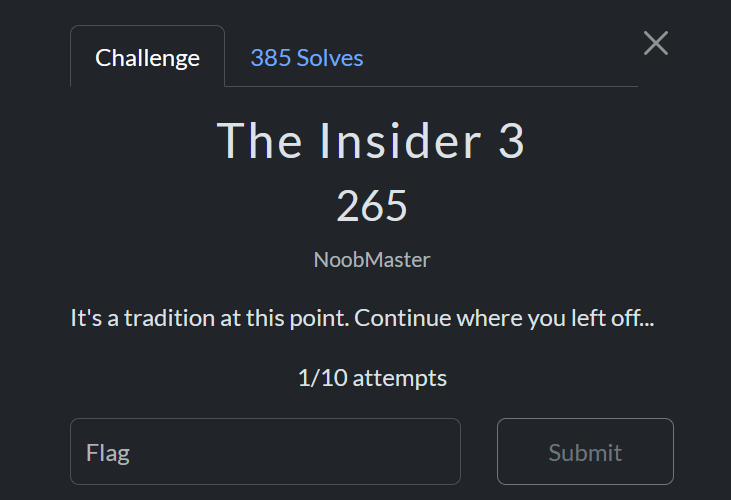 Challenge
385 Solves
The Insider 3
265
NoobMaster
It's a tradition at this point. Continue where you left off...
1/10 attempts
Flag
Submit